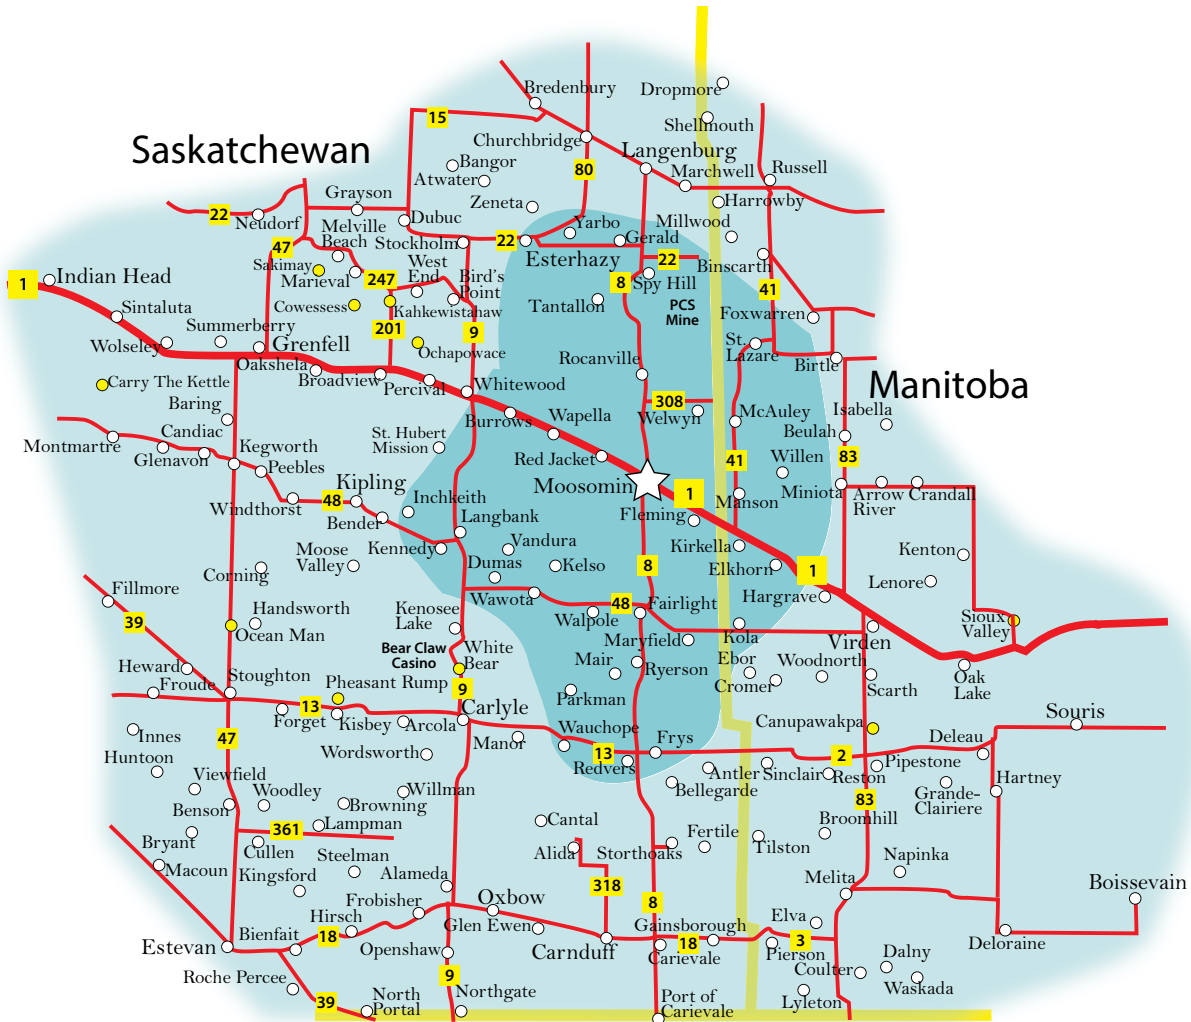 Bredenbury
Dropmore
15
Shellmouth
Churchbridge
Saskatchewan
Langenburg
Bangor
80
Marchwell
Russell
Atwater
Grayson
Zeneta
Harrowby
22
Neudorf
Dubuc
Millwood
Melville
Beach
Yarbo
47
Stockholm
22
Gerald
Sakimay
West
End
Esterhazy
22
Binscarth
1
Indian Head
Marieval
247
Bird's
Point
8
Spy Hill
41
Cowessess
Kahkewistahaw
Tantallon
PCS
Mine
Sintaluta
Foxwarren
Summerberry
201
9
Wolseley
Grenfell
Ochapowace
St.
Lazare
Oakshela
Rocanville
Birtle
Carry The Kettle
Broadview
Percival
Whitewood
Manitoba
Baring
308
Burrows
Wapella
Welwyn
McAuley
Isabella
Candiac
St. Hubert
Mission
Beulah
Montmartre
Kegworth
Glenavon
Red Jacket
41
Willen
83
Peebles
Kipling
Moosomin
1
Miniota
Arrow
River
Crandall
Windthorst
48
Inchkeith
Manson
Bender
Langbank
Fleming
Moose
Valley
Kennedy
Vandura
Kirkella
Kenton
Corning
Dumas
Kelso
8
Elkhorn
1
Lenore
Fillmore
Wawota
Hargrave
39
Handsworth
Kenosee
Lake
48
Fairlight
Sioux
Valley
Walpole
Ocean Man
Kola
Virden
Bear Claw
Casino
White
Bear
Maryfield
Heward
Mair
Ryerson
Ebor
Woodnorth
Oak
Lake
Froude
Stoughton
Pheasant Rump
9
Cromer
Scarth
Parkman
13
Forget
Kisbey
Arcola
Carlyle
Souris
Innes
47
Wauchope
Canupawakpa
Manor
Frys
Deleau
Huntoon
Wordsworth
13
2
Redvers
Antler
Sinclair
Reston
Pipestone
Viewfield
Bellegarde
Hartney
Woodley
Willman
Grande-
Clairiere
Benson
Browning
83
361
Lampman
Cantal
Broomhill
Bryant
Cullen
Fertile
Tilston
Steelman
Alida
Storthoaks
Macoun
Napinka
Kingsford
Alameda
318
Melita
Boissevain
Frobisher
Oxbow
8
Hirsch
Elva
Bienfait
18
Glen Ewen
Gainsborough
Estevan
Openshaw
Carnduff
18
3
Deloraine
Carievale
Pierson
Dalny
Roche Percee
9
Coulter
Waskada
39
North
Portal
Northgate
Port of
Carievale
Lyleton